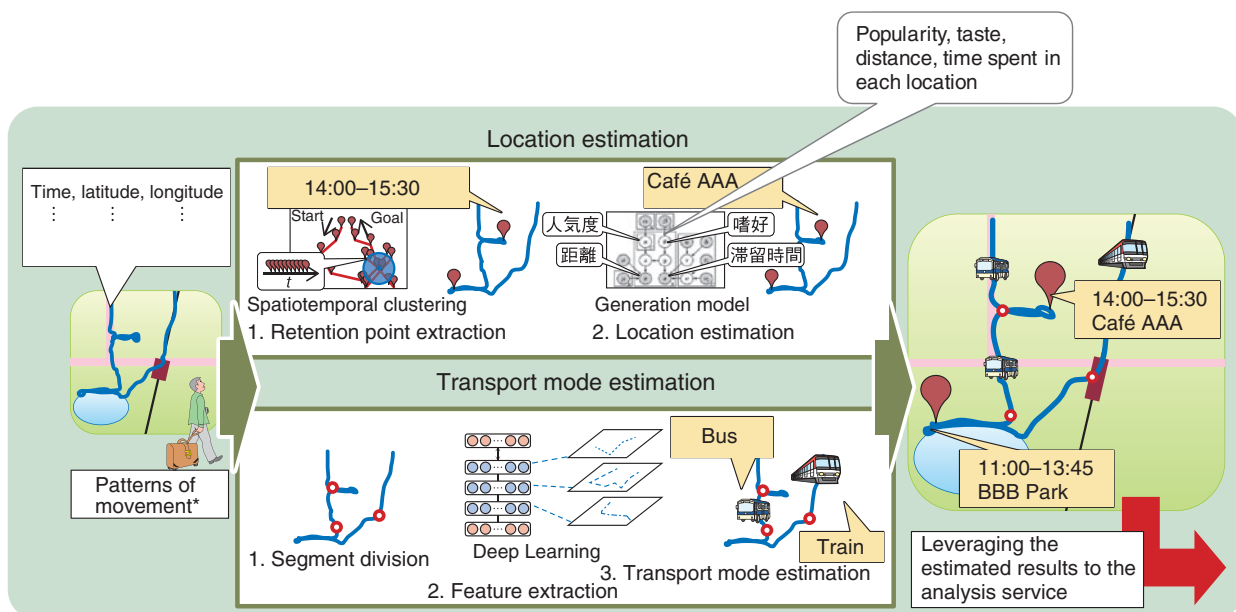 Popularity, taste,
distance, time spent in
each location
Location estimation
Time, latitude, longitude
⋮ ⋮ ⋮
14:00–15:30
Start
Goal
t
Spatiotemporal clustering
1. Retention point extraction
Café AAA
人気度
嗜好
距離
滞留時間
Generation model
2. Location estimation
Transport mode estimation
Patterns of
movement*
1. Segment division
Deep Learning
2. Feature extraction
Bus
Train
3. Transport mode estimation
14:00–15:30
Café AAA
11:00–13:45
BBB Park
Leveraging the
estimated results to the
analysis service